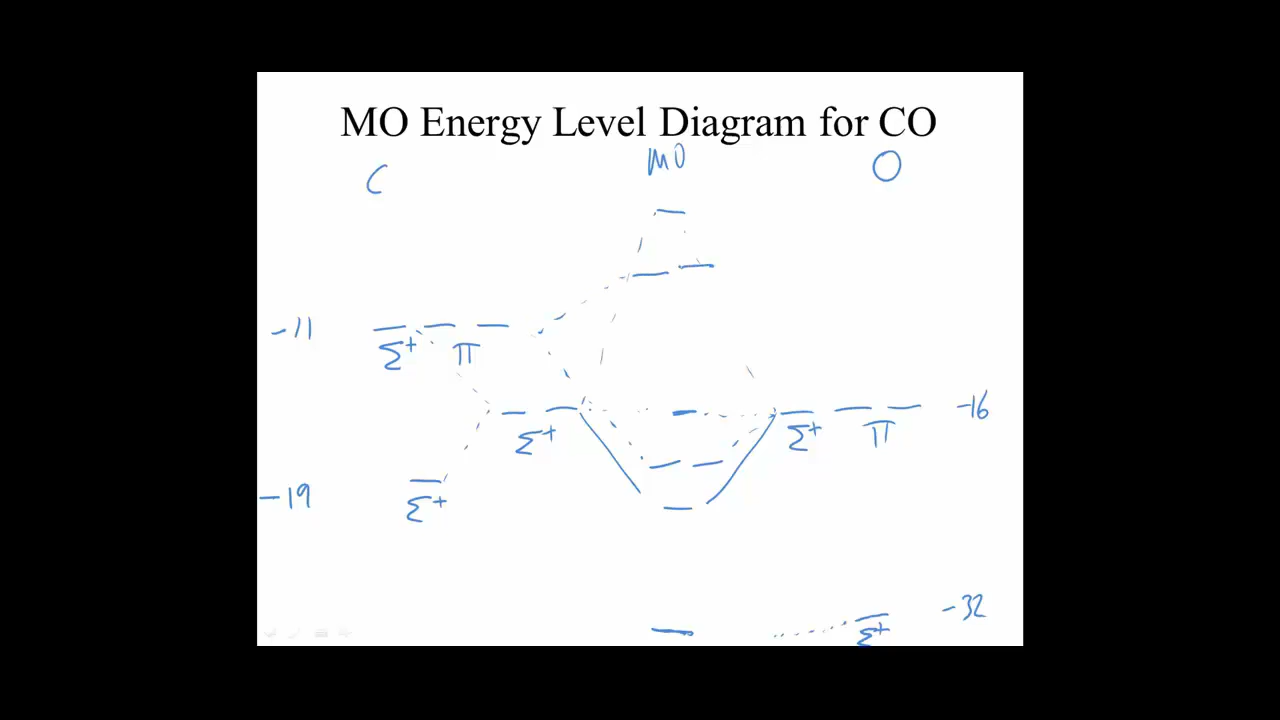 MO Energy Level Diagram for CO
C MO O
-11 Σ+ π
Σ+ Σ+ π -16
-19 Σ+
-32
Σ+